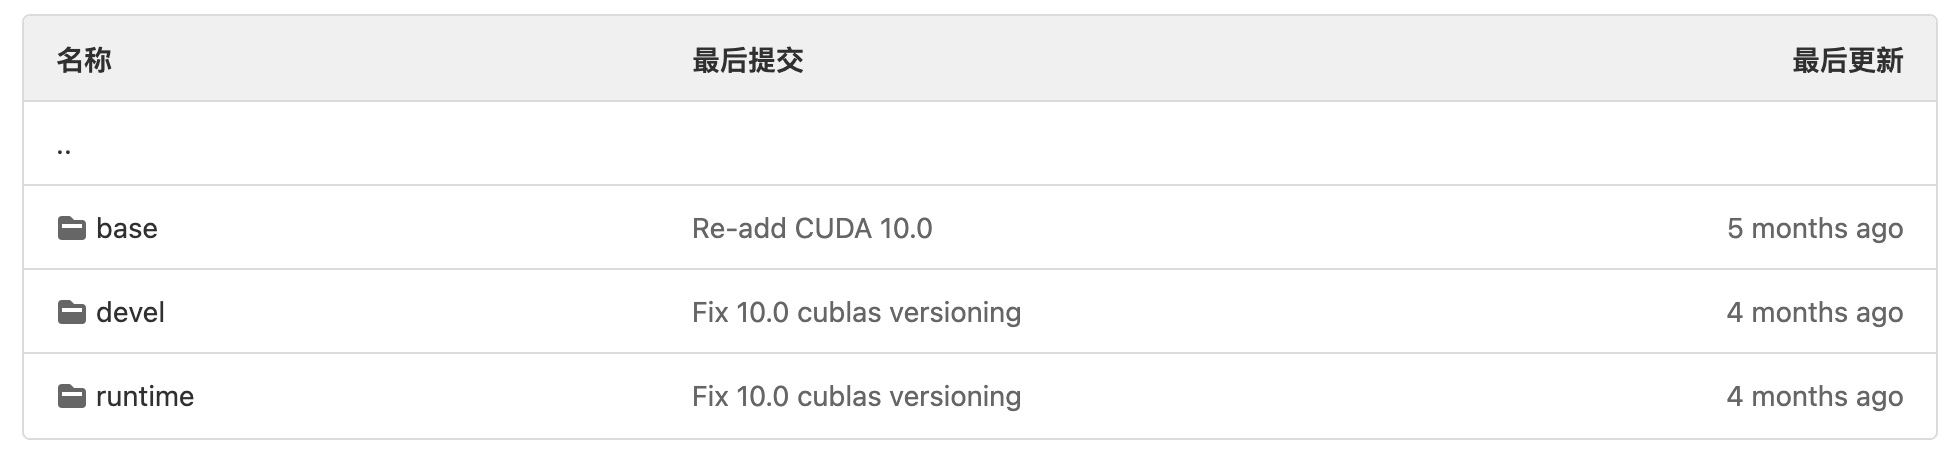 名称 最后提交 最后更新
..
base Re-add CUDA 10.0 5 months ago
devel Fix 10.0 cublas versioning 4 months ago
runtime Fix 10.0 cublas versioning 4 months ago